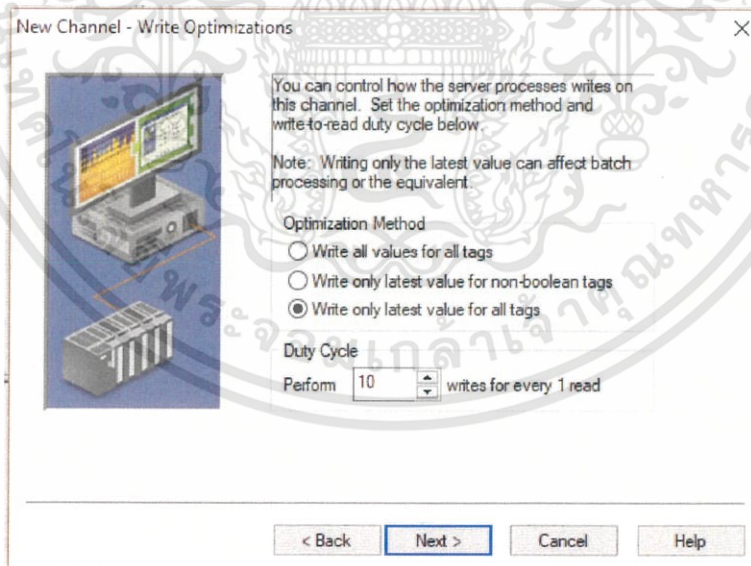 New Channel - Write Optimizations
You can control how the server processes writes on
this channel. Set the optimization method and
write-to-read duty cycle below.
Note: Writing only the latest value can affect batch
processing or the equivalent.
Optimization Method
Write all values for all tags
Write only latest value for non-boolean tags
Write only latest value for all tags
Duty Cycle
Perform 10 writes for every 1 read
< Back Next > Cancel Help